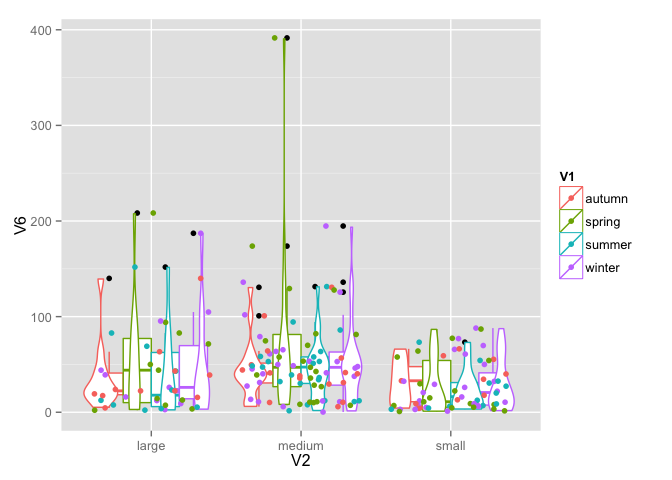 400
300
200
100
0
V6
large
medium
small
V2
V1
autumn
spring
summer
winter